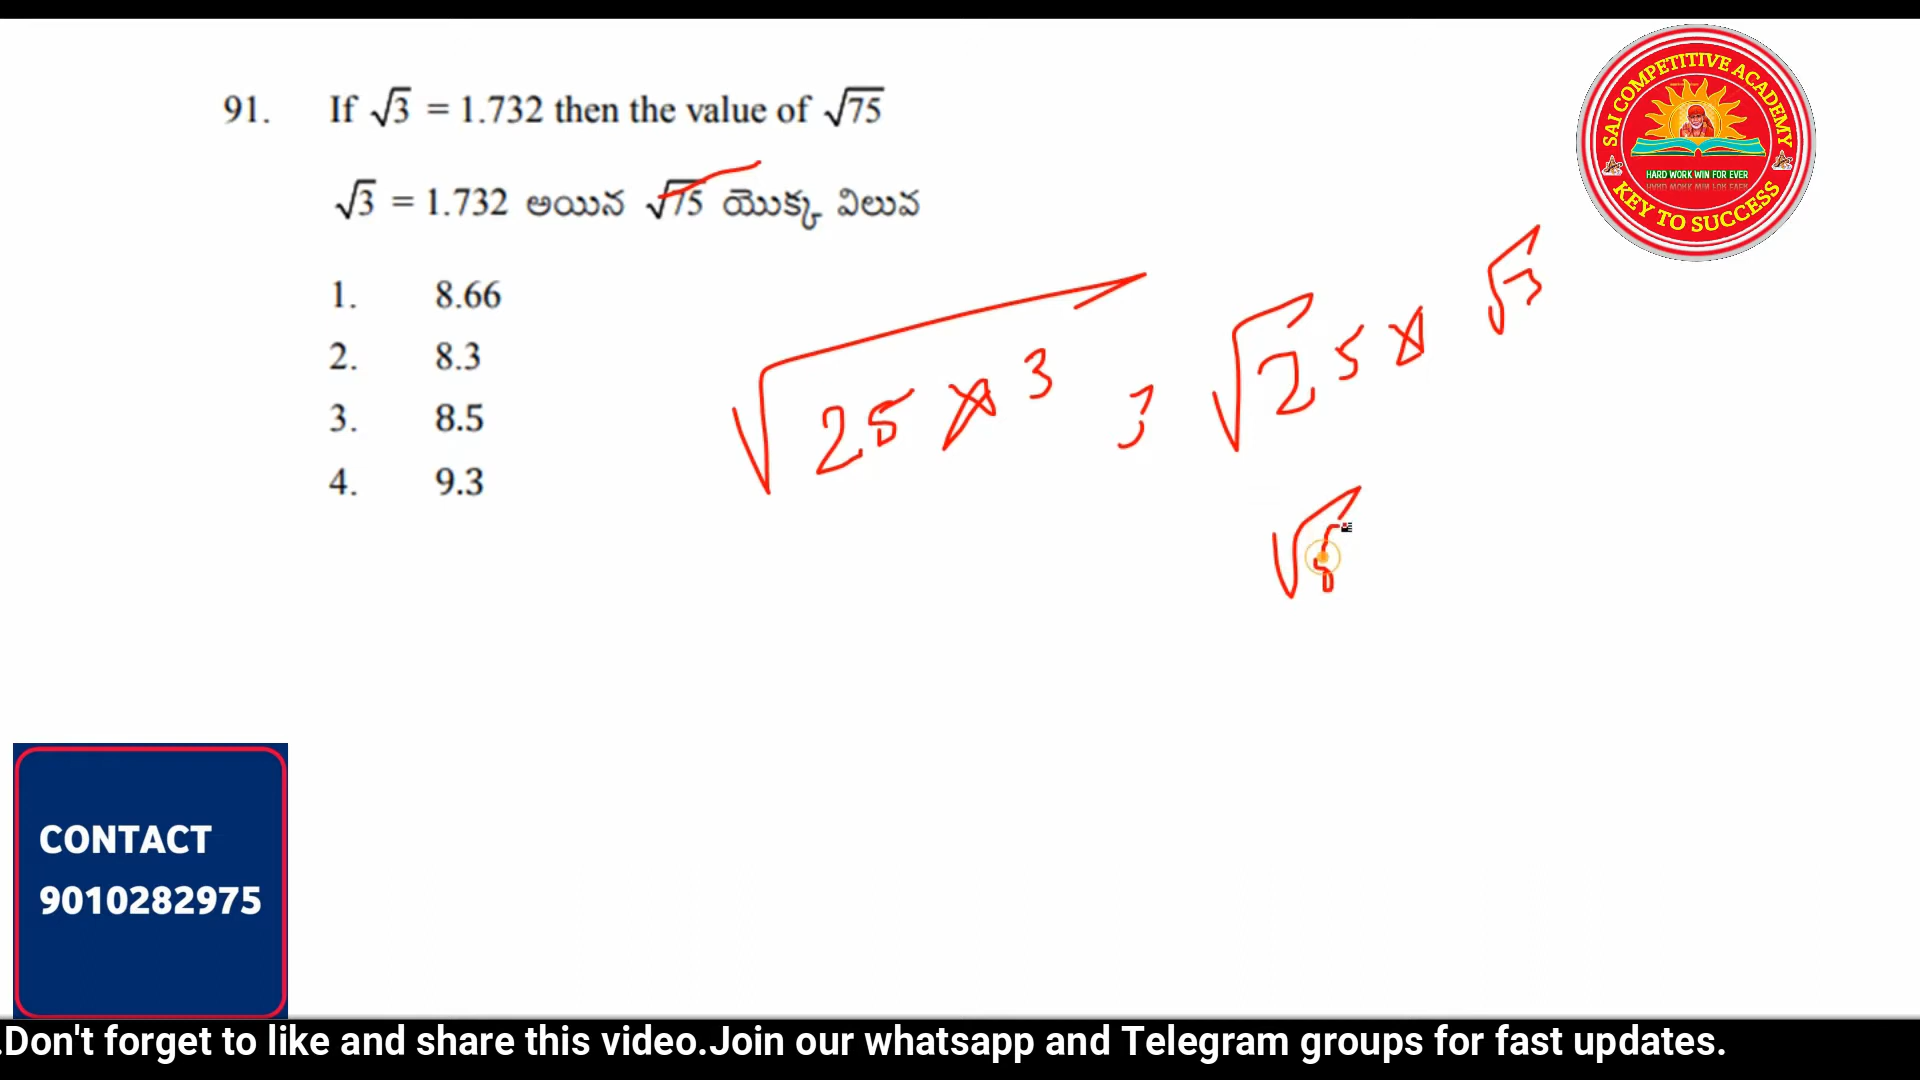 91. If √3 = 1.732 then the value of √75
√3 = 1.732 అయిన √75 యొక్క విలువ
1. 8.66
2. 8.3
3. 8.5
4. 9.3
√25 × 3 = √25 × √3
√5
SAI COMPETITIVE ACADEMY
HARD WORK WIN FOR EVER
KEY TO SUCCESS
CONTACT
9010282975
.Don't forget to like and share this video.Join our whatsapp and Telegram groups for fast updates.